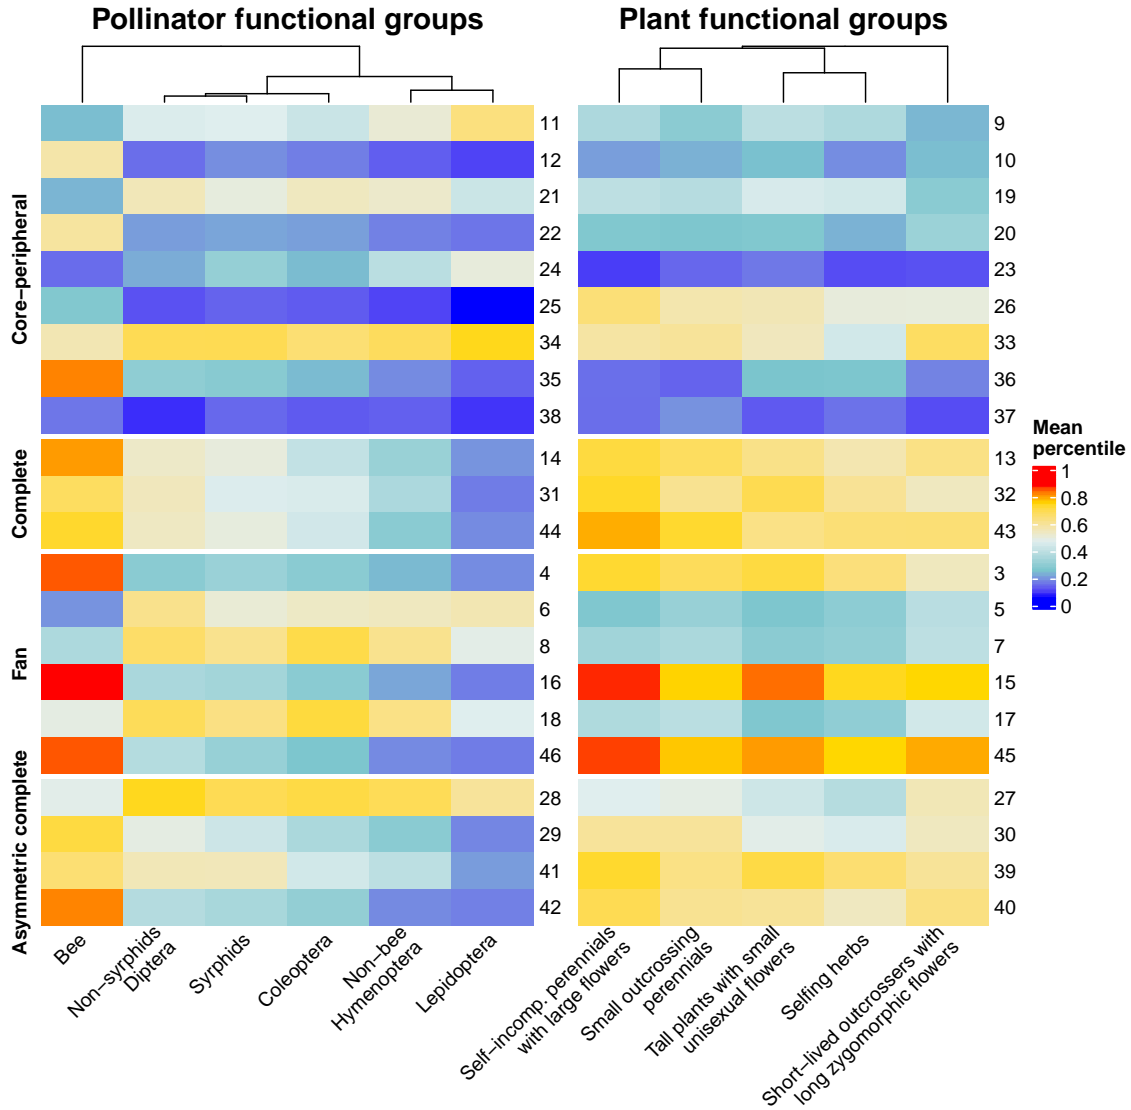 Pollinator functional groups
Plant functional groups
Core−peripheral
Complete
Fan
Asymmetric complete
11
12
21
22
24
25
34
35
38
14
31
44
4
6
8
16
18
46
28
29
41
42
9
10
19
20
23
26
33
36
37
13
32
43
3
5
7
15
17
45
27
30
39
40
Mean
percentile
1
0.8
0.6
0.4
0.2
0
Bee
Non−syrphids
Diptera
Syrphids
Coleoptera
Non−bee
Hymenoptera
Lepidoptera
Self−incomp. perennials
with large flowers
Small outcrossing
perennials
Tall plants with small
unisexual flowers
Selfing herbs
Short−lived outcrossers with
long zygomorphic flowers